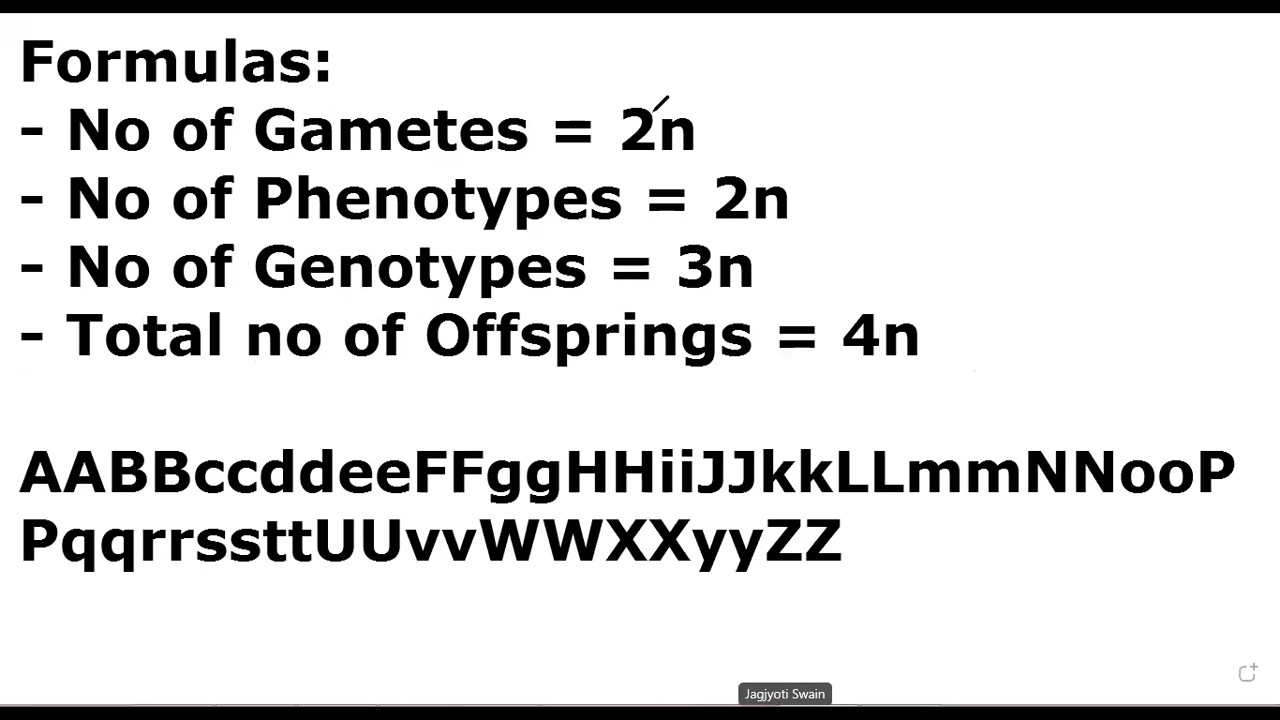 Formulas:
- No of Gametes = 2n
- No of Phenotypes = 2n
- No of Genotypes = 3n
- Total no of Offsprings = 4n
AABBccddeeFFggHHiiJJkkLLmmNNooP
PqqrrssttUUvvWWXXyyZZ
Jagjyoti Swain